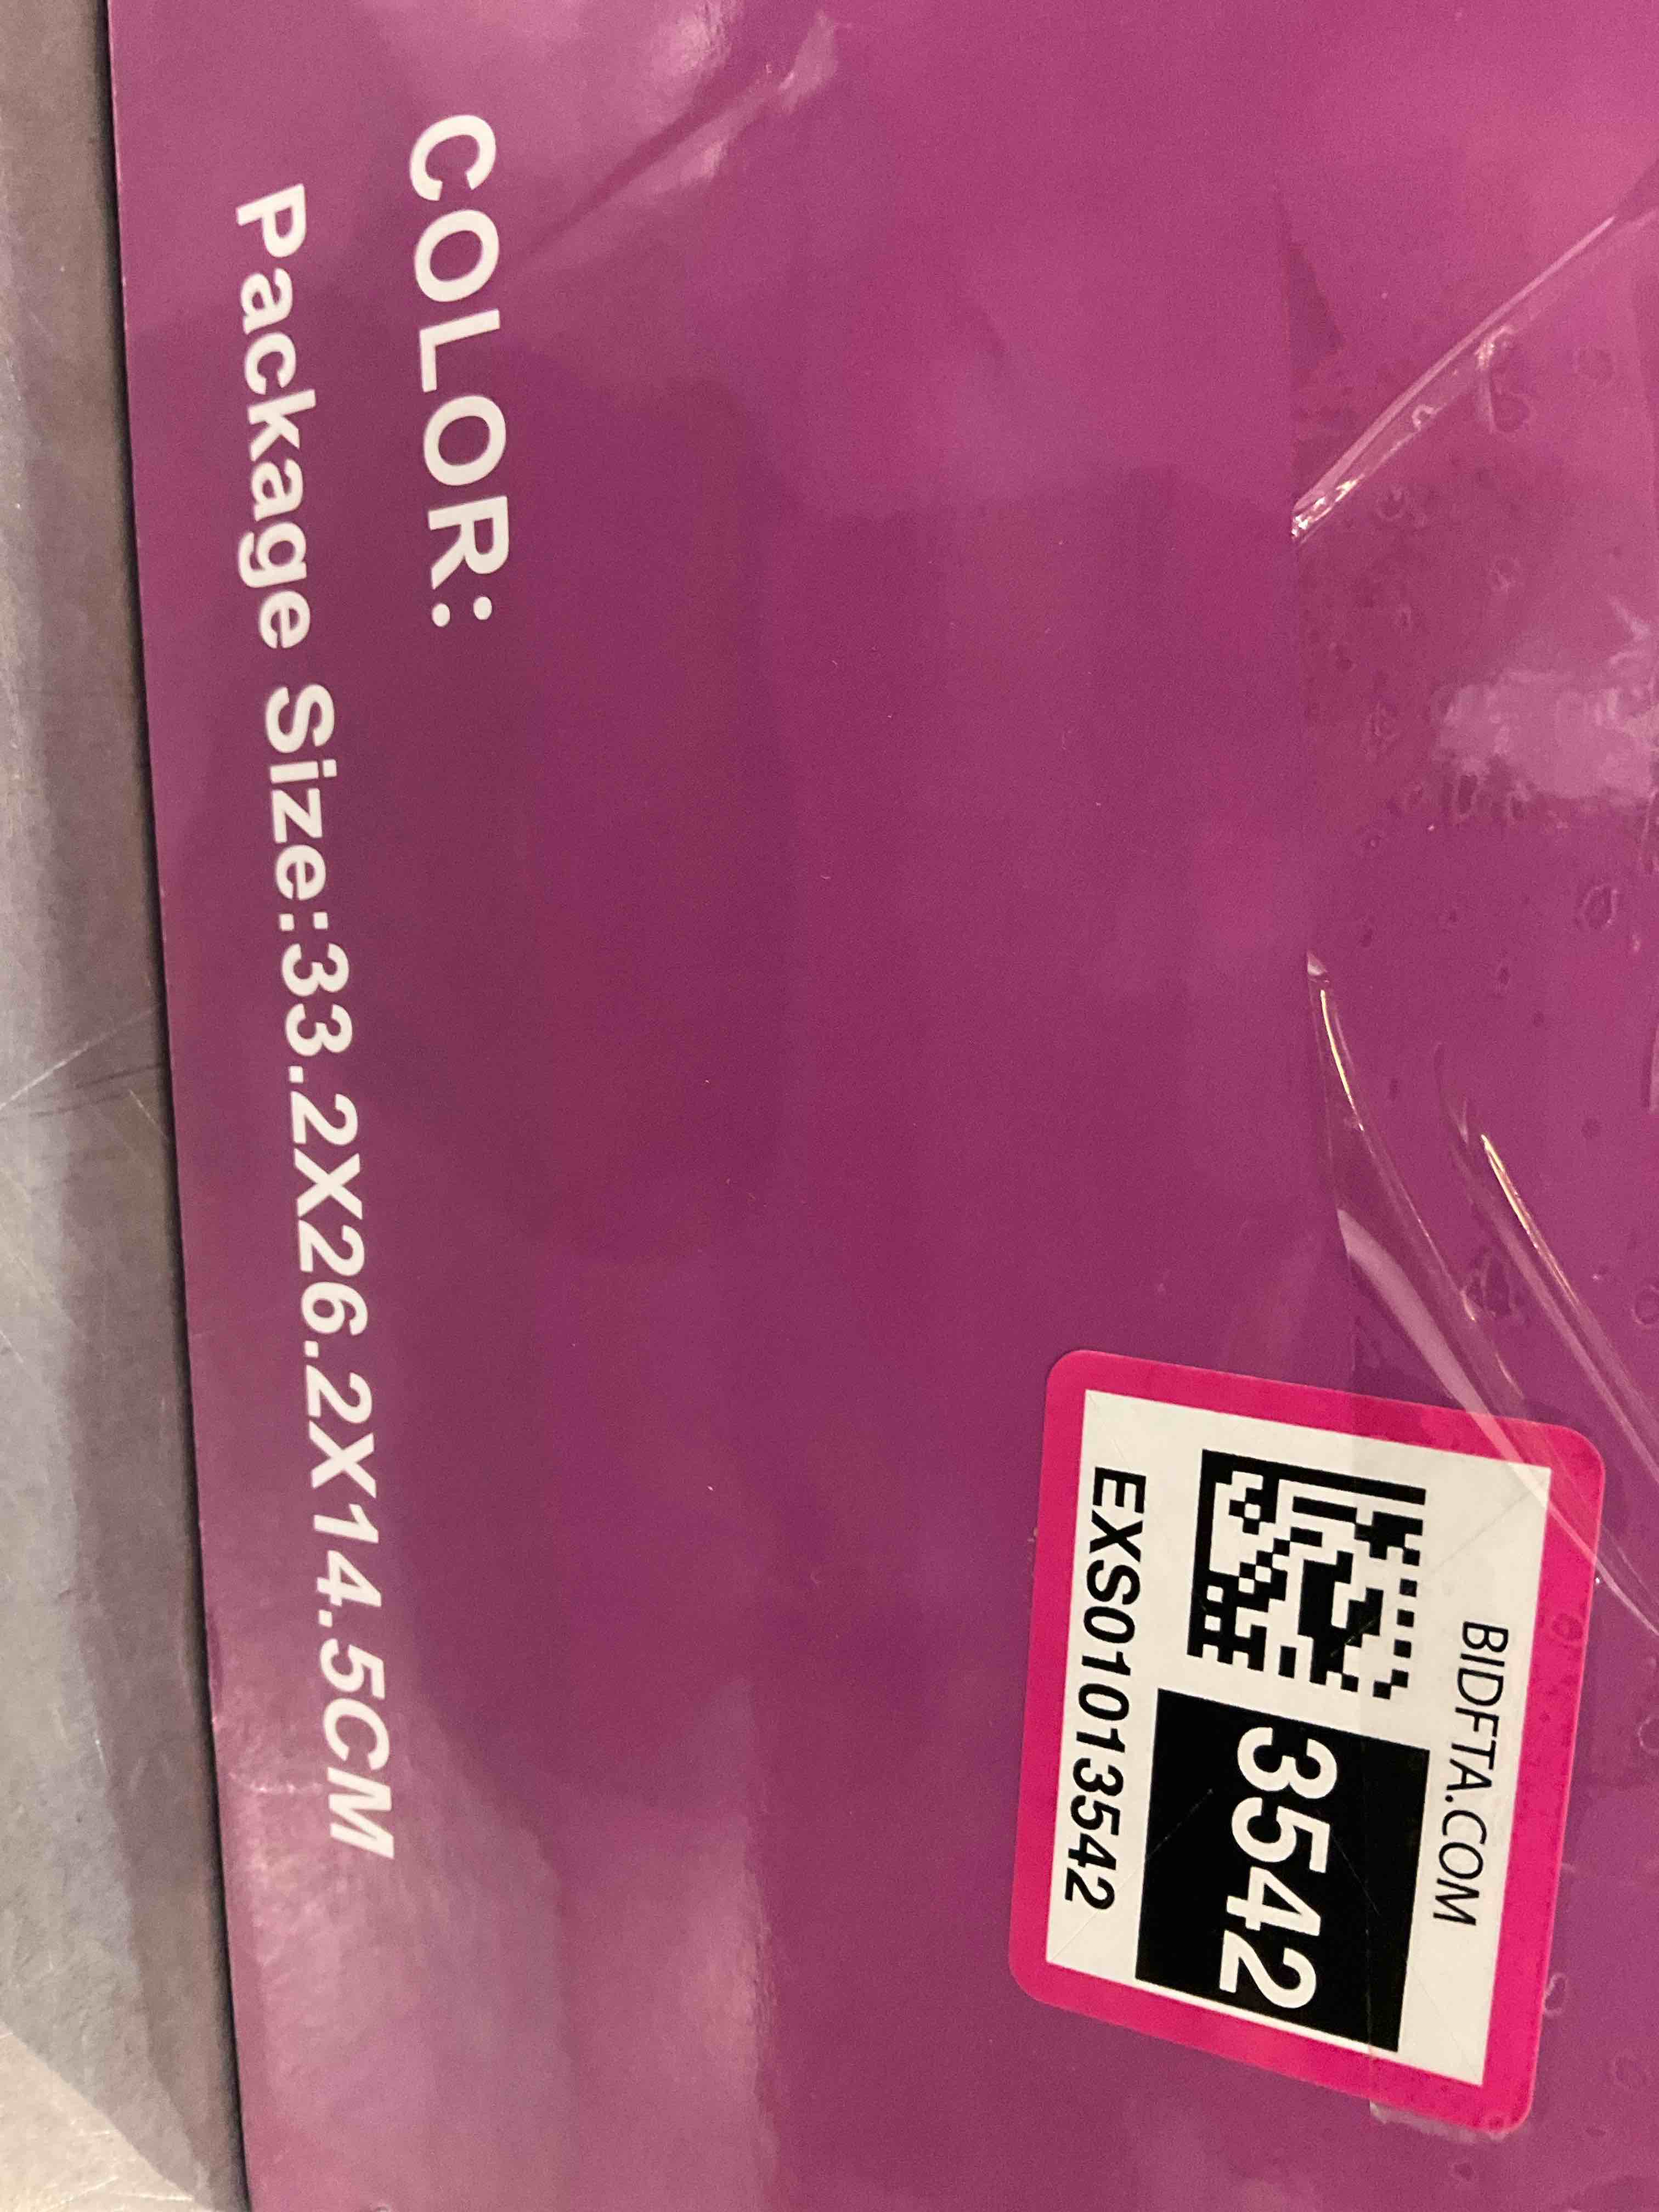 COLOR:
Package Size:33.2X26.2X14.5CM
BIDFTA.COM
3542
EXS01013542